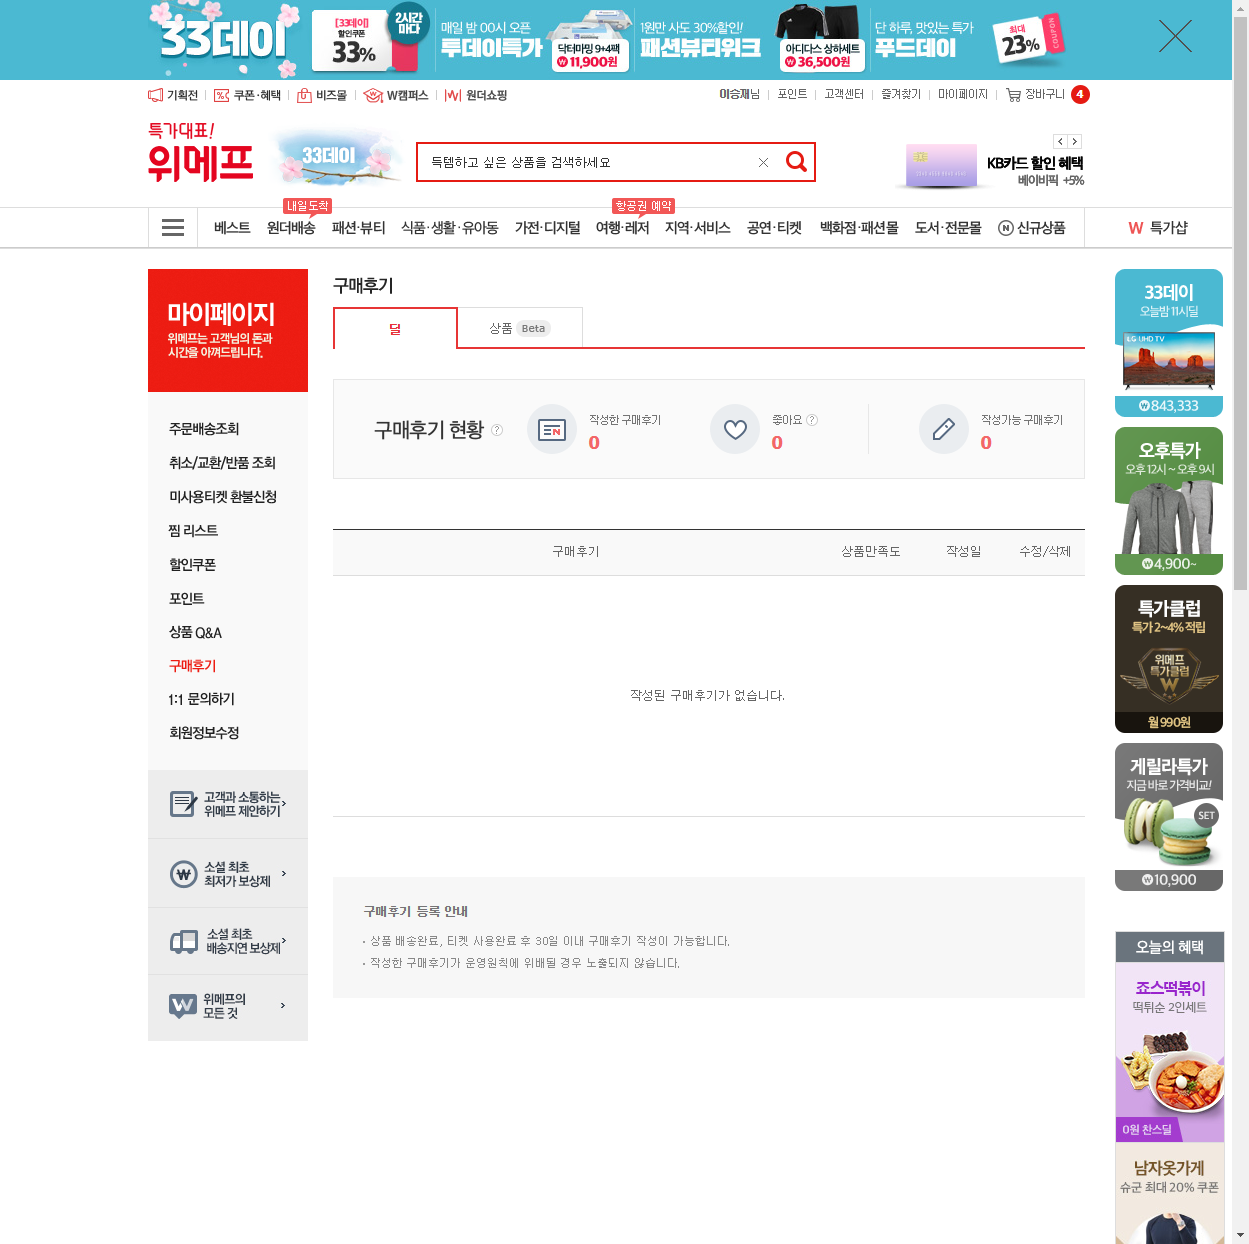 33데이
[33데이]
할인쿠폰
33%
2시간
마다
매일 밤 00시 오픈
투데이특가
닥터마밍 9+4팩
₩11,900원
1원만 사도 30%할인!
패션뷰티위크
아디다스 상하세트
₩36,500원
단 하루, 맛있는 특가
푸드데이
최대
23%
COUPON
기획전
쿠폰·혜택
비즈몰
W캠퍼스
원더쇼핑
이승재님
포인트
고객센터
즐겨찾기
마이페이지
장바구니
4
특가대표!
위메프
33데이
득템하고 싶은 상품을 검색하세요
KB카드 할인 혜택
베이비픽 +5%
내일도착
항공권 예약
베스트
원더배송
패션·뷰티
식품·생활·유아동
가전·디지털
여행·레저
지역·서비스
공연·티켓
백화점·패션몰
도서·전문몰
N 신규상품
W 특가샵
마이페이지
위메프는 고객님의 돈과
시간을 아껴드립니다.
주문배송조회
취소/교환/반품 조회
미사용티켓 환불신청
찜 리스트
할인쿠폰
포인트
상품 Q&A
구매후기
1:1 문의하기
회원정보수정
고객과 소통하는
위메프 제안하기
소셜 최초
최저가 보상제
소셜 최초
배송지연 보상제
위메프의
모든 것
구매후기
딜
상품 Beta
구매후기 현황 ?
작성한 구매후기
0
좋아요 ?
0
작성가능 구매후기
0
구매후기
상품만족도
작성일
수정/삭제
작성된 구매후기가 없습니다.
구매후기 등록 안내
· 상품 배송완료, 티켓 사용완료 후 30일 이내 구매후기 작성이 가능합니다.
· 작성한 구매후기가 운영원칙에 위배될 경우 노출되지 않습니다.
33데이
오늘밤 11시딜
LG UHD TV
₩843,333
오후특가
오후 12시 ~ 오후 9시
₩4,900~
특가클럽
특가 2~4% 적립
위메프
특가클럽
W
월 990원
게릴라특가
지금 바로 가격비교!
SET
₩10,900
오늘의 혜택
죠스떡볶이
떡튀순 2인세트
0원 찬스딜
남자옷가게
슈군 최대 20% 쿠폰